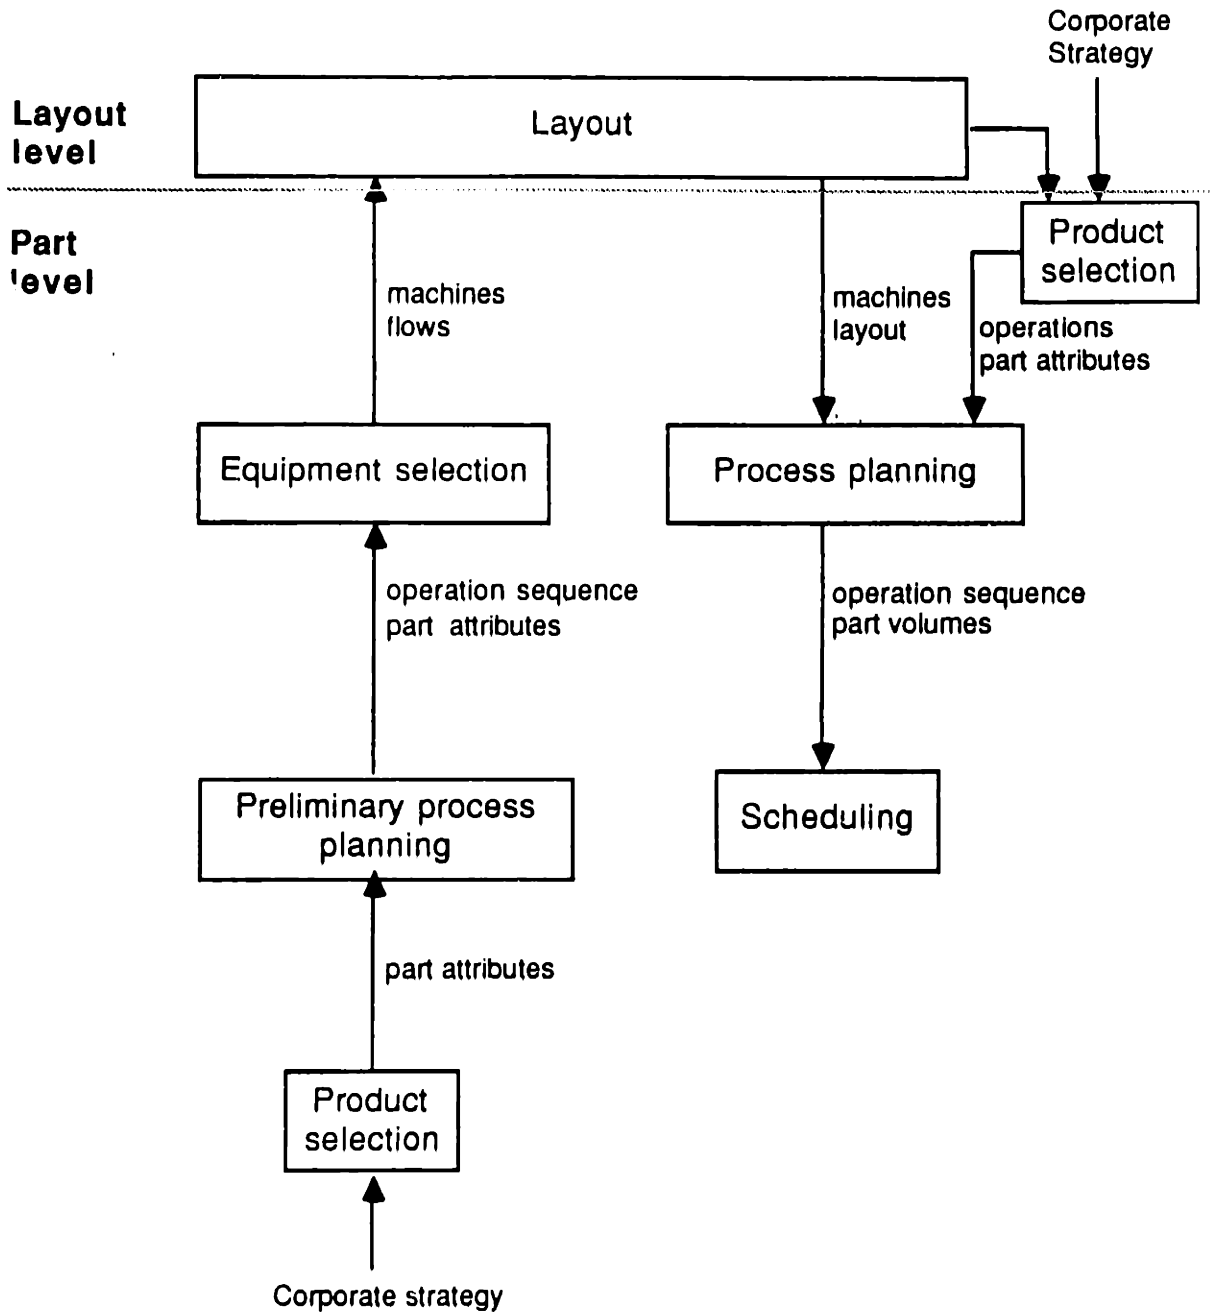 Corporate
Strategy
Layout
level
Layout
Part
level
Product
selection
machines
flows
machines
layout
operations
part attributes
Equipment selection
Process planning
operation sequence
part attributes
operation sequence
part volumes
Preliminary process
planning
Scheduling
part attributes
Product
selection
Corporate strategy